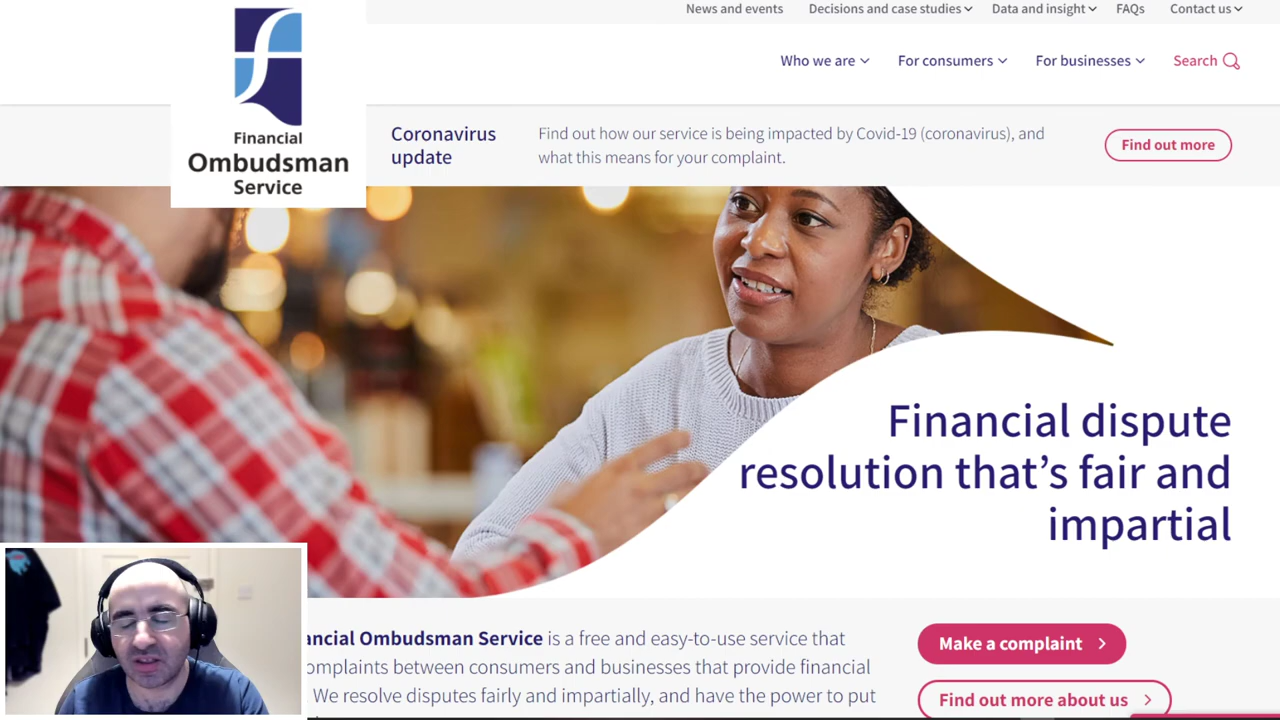 News and events
Decisions and case studies
Data and insight
FAQs
Contact us
Financial
Ombudsman
Service
Who we are
For consumers
For businesses
Search
Coronavirus
update
Find out how our service is being impacted by Covid-19 (coronavirus), and
what this means for your complaint.
Find out more
Financial dispute
resolution that’s fair and
impartial
ancial Ombudsman Service is a free and easy-to-use service that
omplaints between consumers and businesses that provide financial
We resolve disputes fairly and impartially, and have the power to put
Make a complaint
Find out more about us